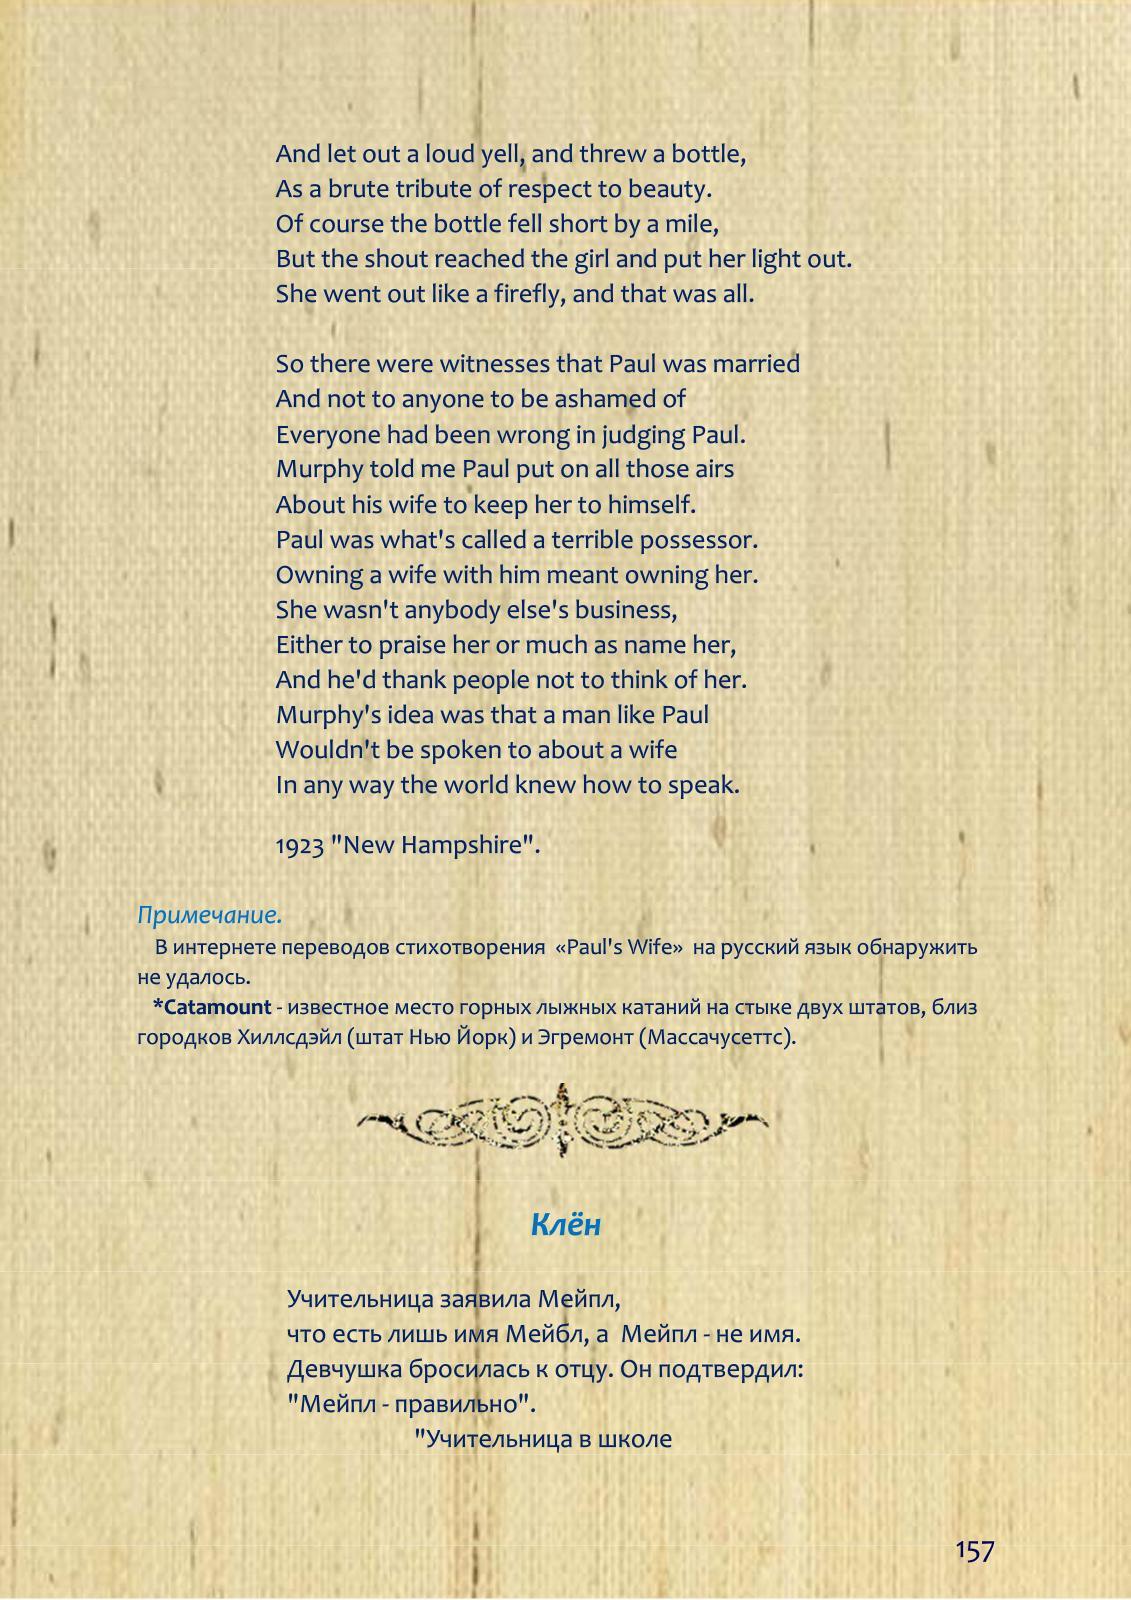 And let out a loud yell, and threw a bottle,
As a brute tribute of respect to beauty.
Of course the bottle fell short by a mile,
But the shout reached the girl and put her light out.
She went out like a firefly, and that was all.
So there were witnesses that Paul was married
And not to anyone to be ashamed of
Everyone had been wrong in judging Paul.
Murphy told me Paul put on all those airs
About his wife to keep her to himself.
Paul was what's called a terrible possessor.
Owning a wife with him meant owning her.
She wasn't anybody else's business,
Either to praise her or much as name her,
And he'd thank people not to think of her.
Murphy's idea was that a man like Paul
Wouldn't be spoken to about a wife
In any way the world knew how to speak.
1923 "New Hampshire".
Примечание.
В интернете переводов стихотворения «Paul's Wife» на русский язык обнаружить
не удалось.
*Catamount - известное место горных лыжных катаний на стыке двух штатов, близ
городков Хиллсдэйл (штат Нью Йорк) и Эгремонт (Массачусеттс).
Клён
Учительница заявила Мейпл,
что есть лишь имя Мейбл, а Мейпл - не имя.
Девчушка бросилась к отцу. Он подтвердил:
"Мейпл - правильно".
"Учительница в школе
157